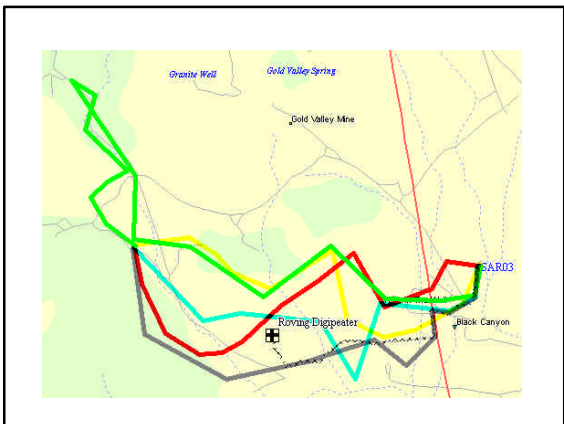 Granite Well
Gold Valley Spring
Gold Valley Mine
SAR03
Roving Digipeater
Black Canyon